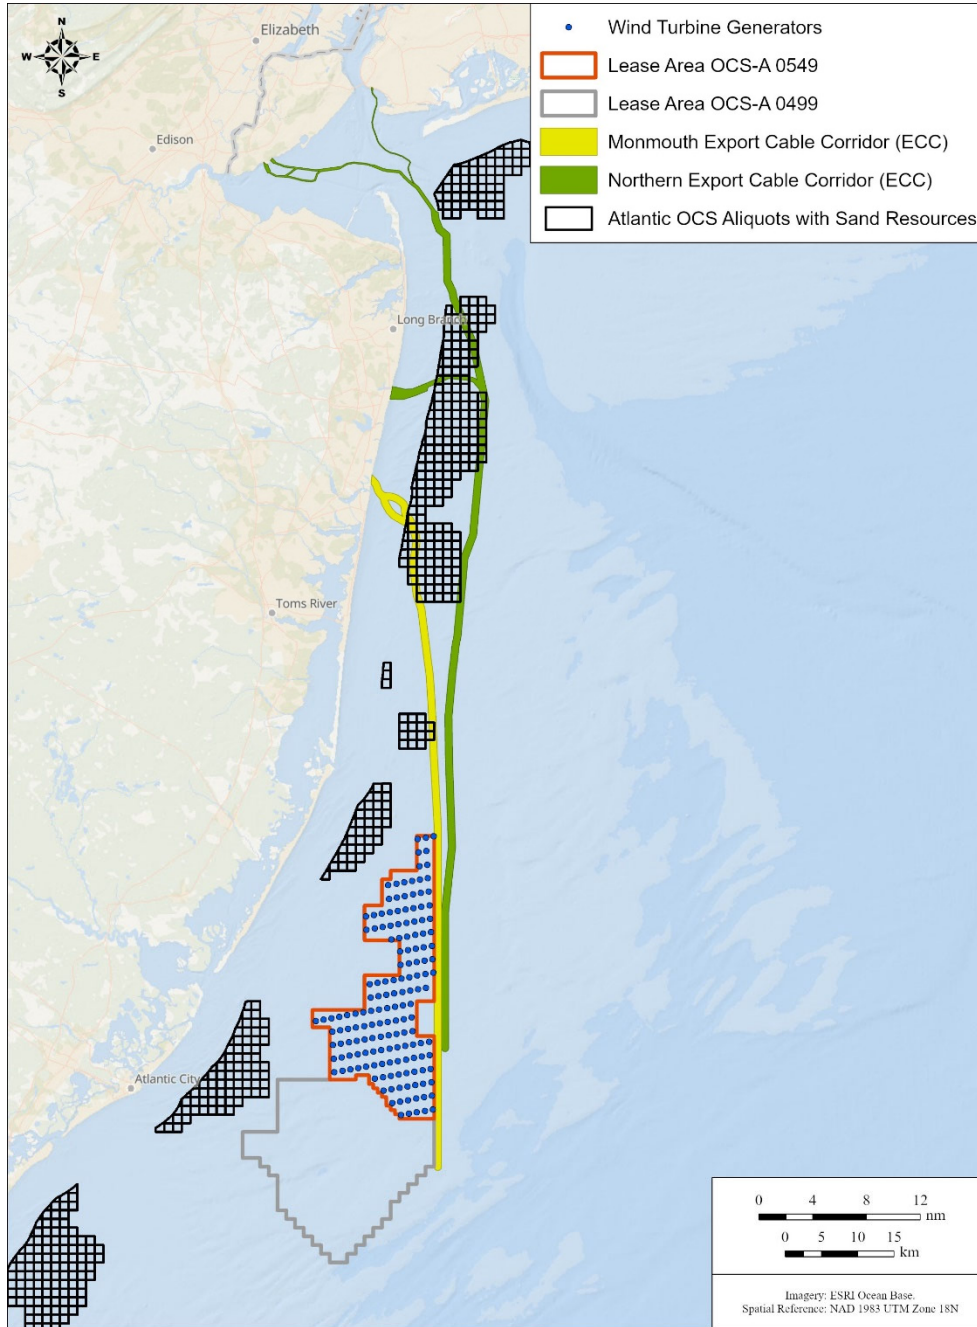 N
W E
S
Elizabeth
Edison
Long Branch
Toms River
Atlantic City
Wind Turbine Generators
Lease Area OCS-A 0549
Lease Area OCS-A 0499
Monmouth Export Cable Corridor (ECC)
Northern Export Cable Corridor (ECC)
Atlantic OCS Aliquots with Sand Resources
0 4 8 12
nm
0 5 10 15
km
Imagery: ESRI Ocean Base.
Spatial Reference: NAD 1983 UTM Zone 18N